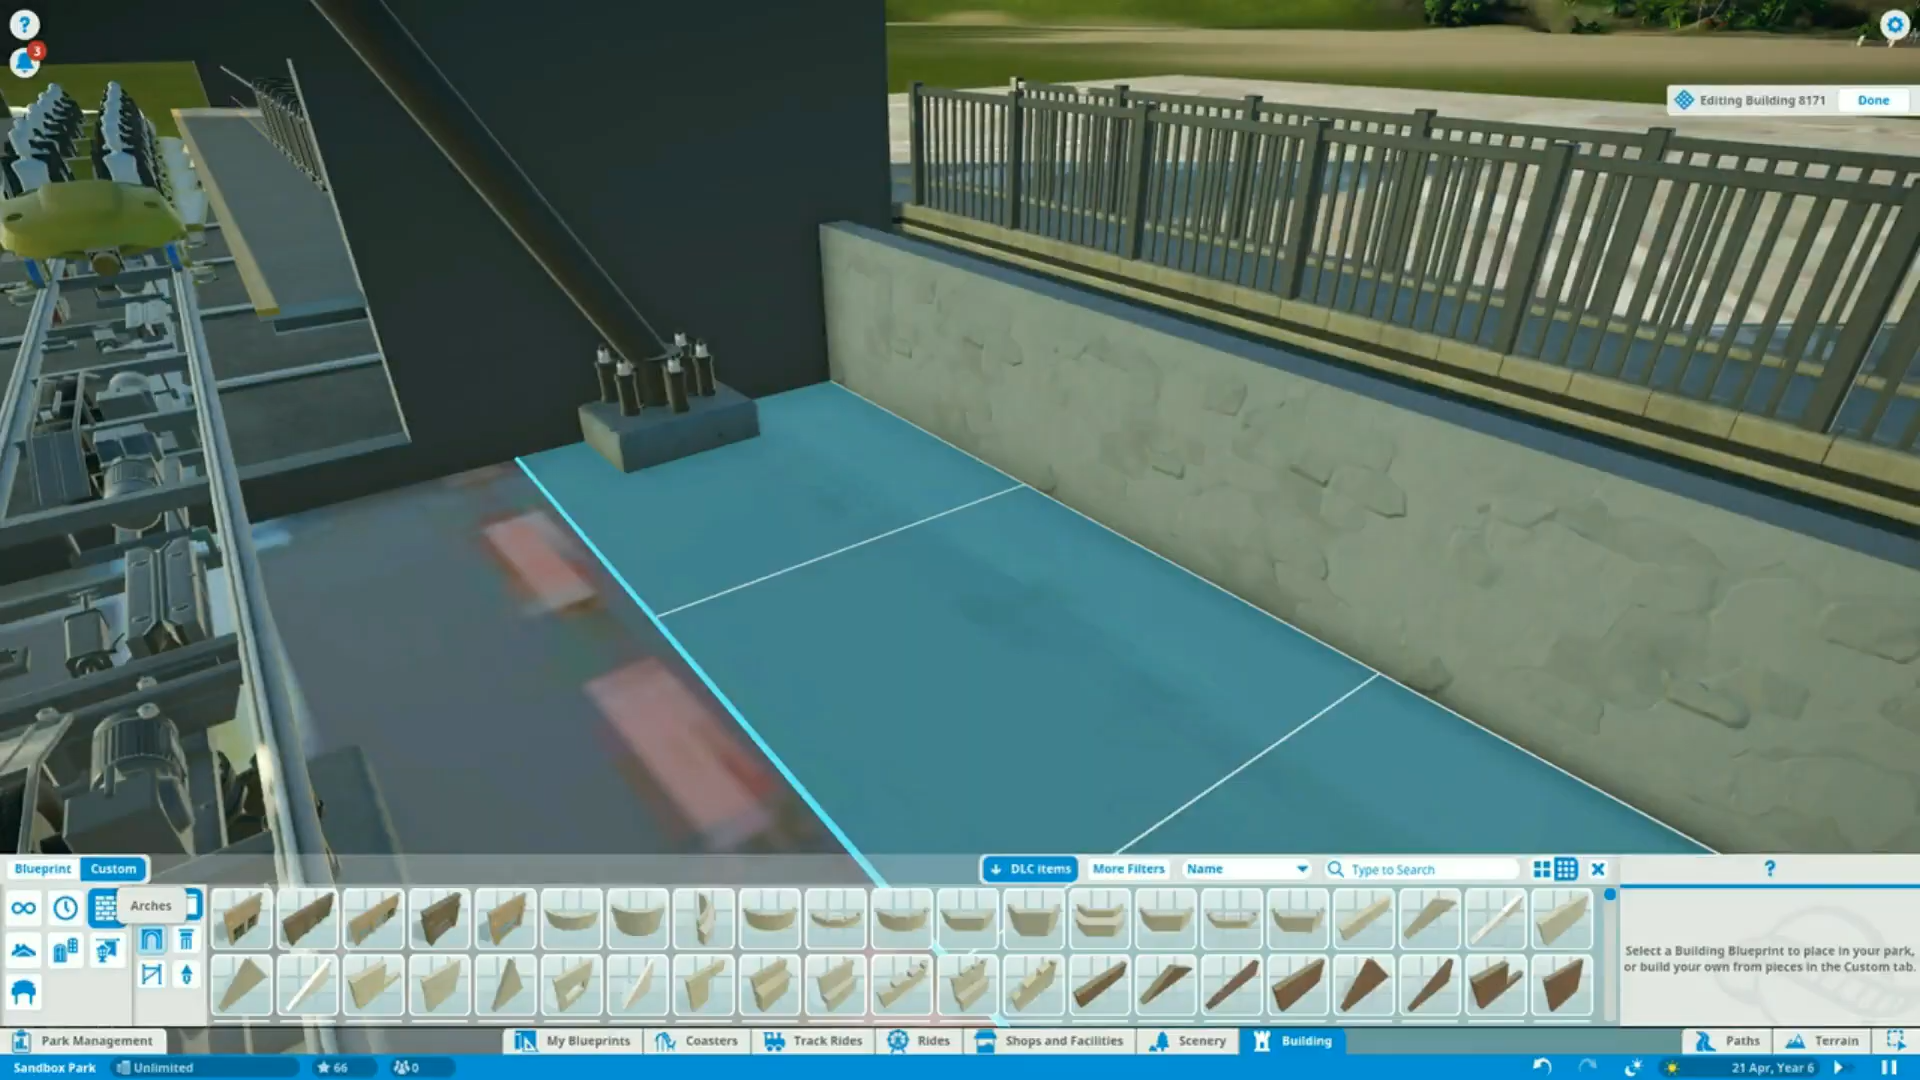 ?
3
Editing Building 8171
Done
Blueprint
Custom
DLC Items
More Filters
Name
Type to Search
?
Arches
Select a Building Blueprint to place in your park,
or build your own from pieces in the Custom tab.
Park Management
My Blueprints
Coasters
Track Rides
Rides
Shops and Facilities
Scenery
Building
Paths
Terrain
Sandbox Park
Unlimited
66
0
21 Apr, Year 6